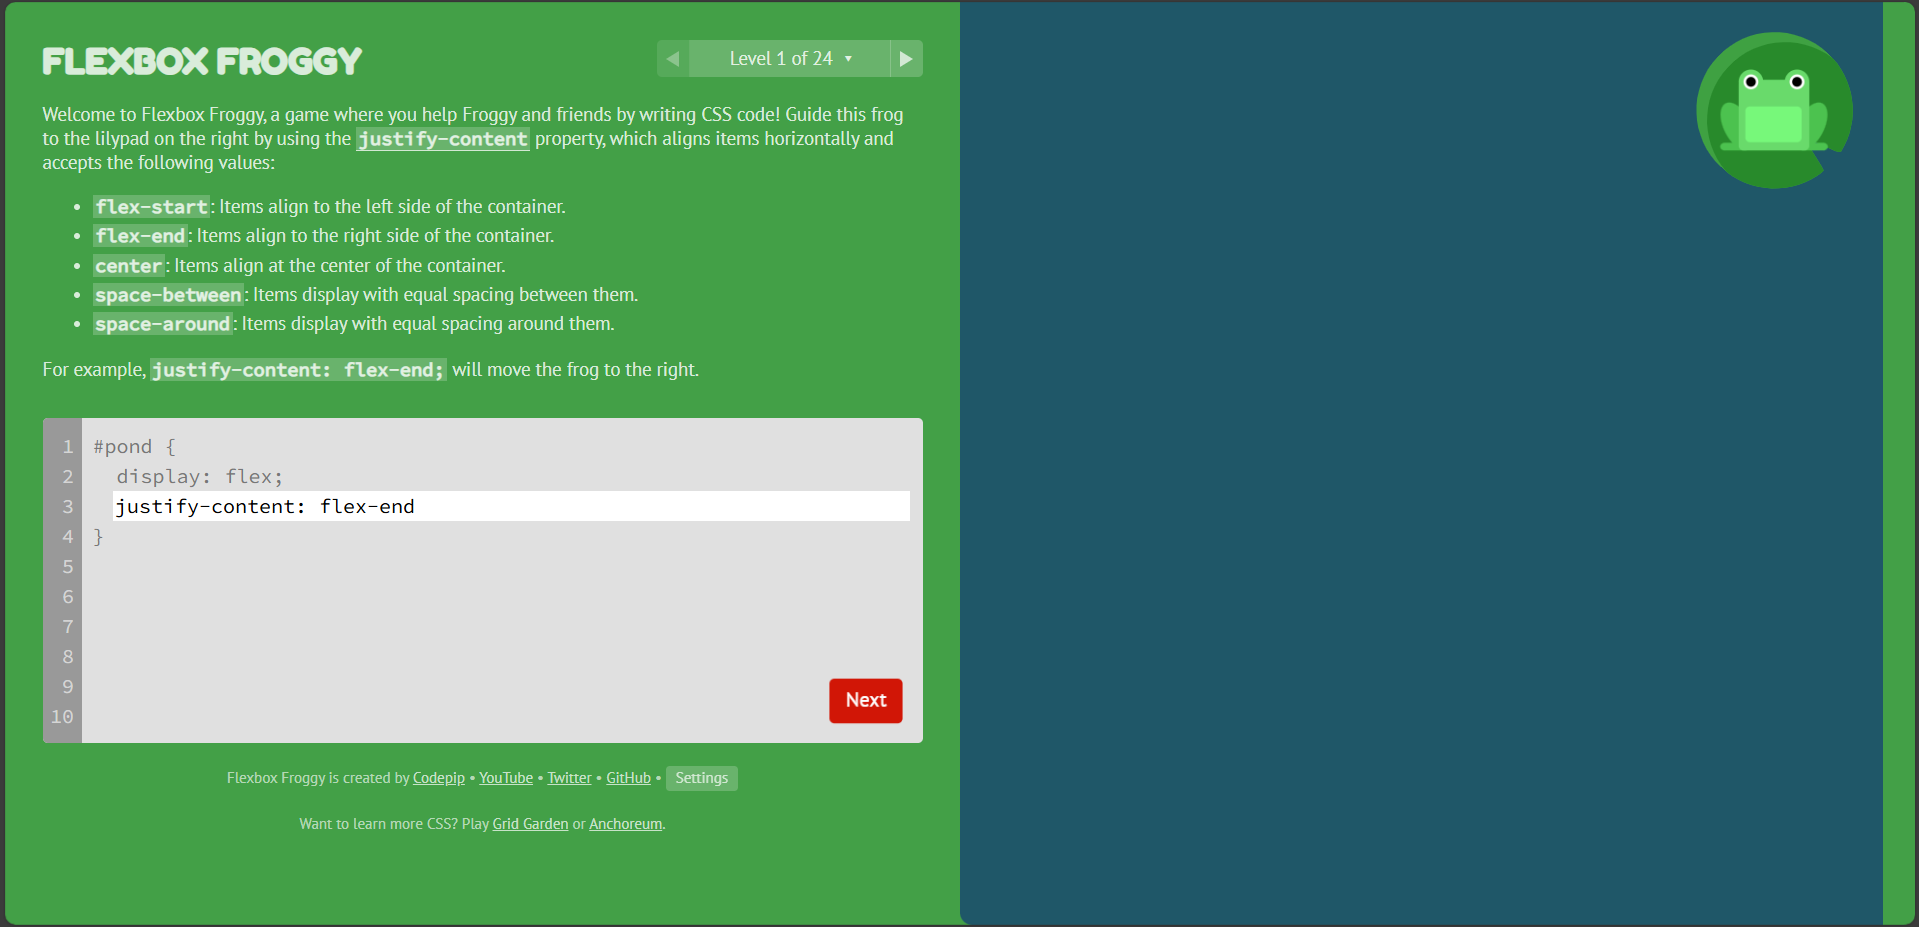 FLEXBOX FROGGY
◀ Level 1 of 24 ▾ ▶
Welcome to Flexbox Froggy, a game where you help Froggy and friends by writing CSS code! Guide this frog
to the lilypad on the right by using the justify-content property, which aligns items horizontally and
accepts the following values:
• flex-start: Items align to the left side of the container.
• flex-end: Items align to the right side of the container.
• center: Items align at the center of the container.
• space-between: Items display with equal spacing between them.
• space-around: Items display with equal spacing around them.
For example, justify-content: flex-end; will move the frog to the right.
1 #pond {
2 display: flex;
3 justify-content: flex-end
4 }
5
6
7
8
9
10
Next
Flexbox Froggy is created by Codepip • YouTube • Twitter • GitHub • Settings
Want to learn more CSS? Play Grid Garden or Anchoreum.